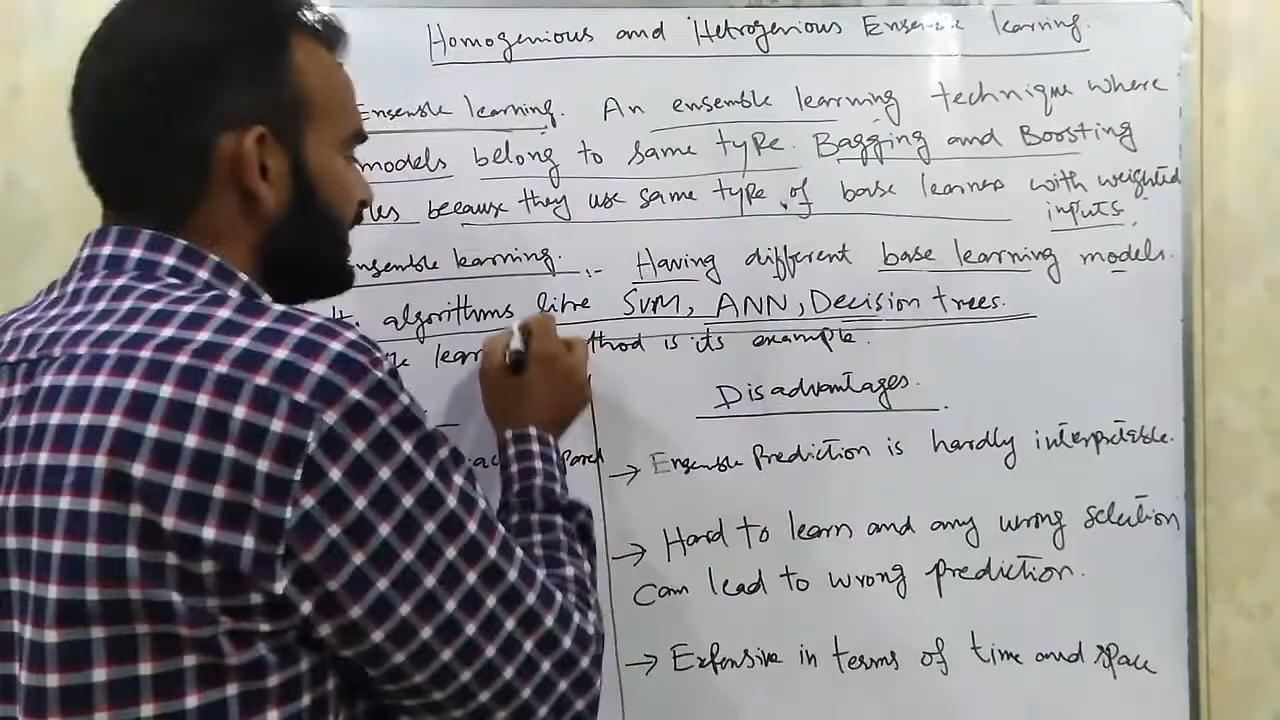 Homogenious and Hetrogenious Ensemble learning.
Ensemble learning. An ensemble learning technique where
models belong to same type. Bagging and Boosting
because they use same type of base learners with weighted
inputs.
ensemble learning. :- Having different base learning models.
algorithms like SVM, ANN, Decision trees.
is its example.
Disadvantages.
→ Ensemble Prediction is hardly interpretable.
→ Hard to learn and any wrong selection
can lead to wrong prediction.
→ Expensive in terms of time and space